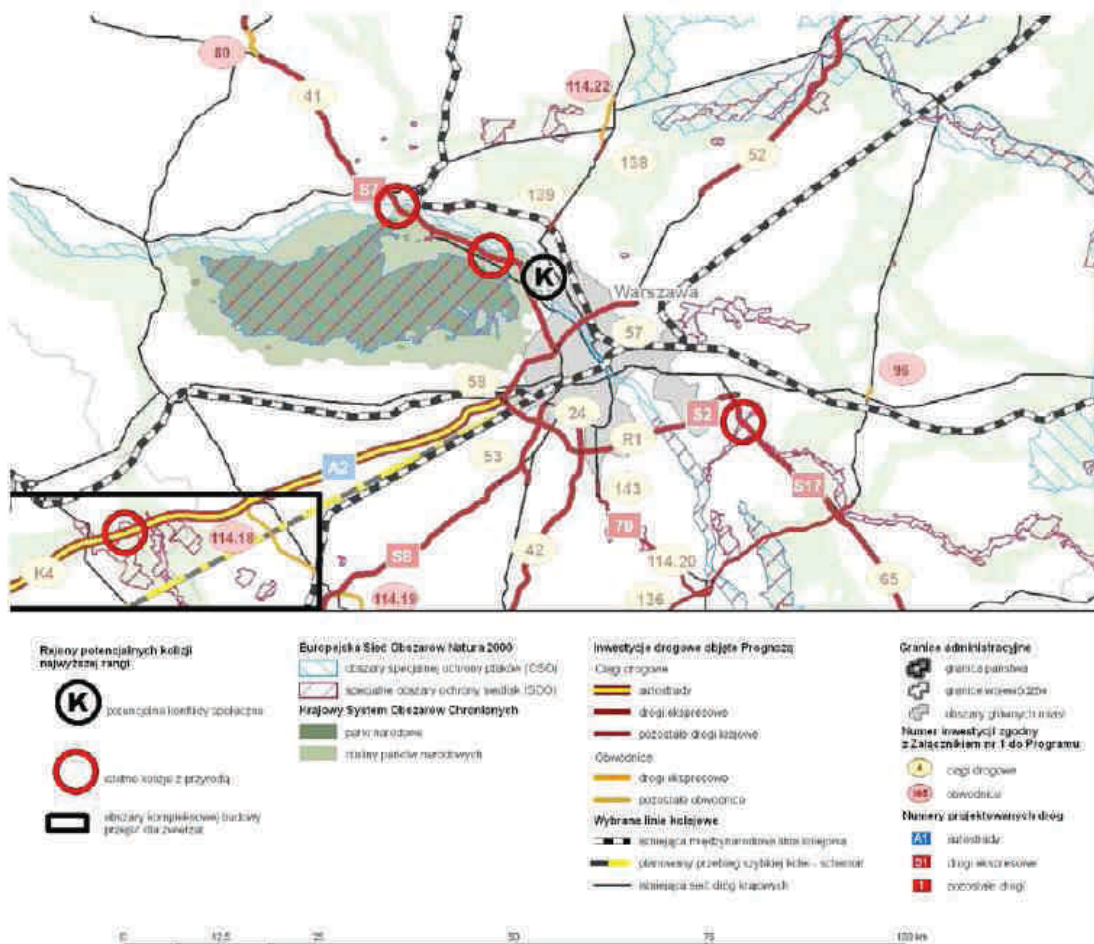 80
41
114.22
138
52
S7
139
K
Warszawa
57
58
96
24
S2
R1
53
A2
143
S17
79
114.18
42
S8
114.20
K4
65
114.19
136
Rejony potencjalnych kolizji
najwyższej rangi
K
potencjalne konflikty społeczne
istotne kolizje z przyrodą
obszary kompleksowej budowy
przejść dla zwierząt
Europejska Sieć Obszarów Natura 2000
obszary specjalnej ochrony ptaków (OSO)
specjalne obszary ochrony siedlisk (SOO)
Krajowy System Obszarów Chronionych
parki narodowe
otuliny parków narodowych
Inwestycje drogowe objęte Prognozą
Ciągi drogowe
autostrady
drogi ekspresowe
pozostałe drogi krajowe
Obwodnice
drogi ekspresowe
pozostałe obwodnice
Wybrane linie kolejowe
istniejąca międzynarodowa linia kolejowa
planowany przebieg szybkiej kolei - schemat
istniejąca sieć dróg krajowych
Granice administracyjne
granica państwa
granice województw
obszary głównych miast
Numer inwestycji zgodny
z Załącznikiem nr 1 do Programu
4
ciągi drogowe
obwodnice
Numery projektowanych dróg
A1
autostrady
S1
drogi ekspresowe
1
pozostałe drogi
0 12,5 25 50 75 100 km